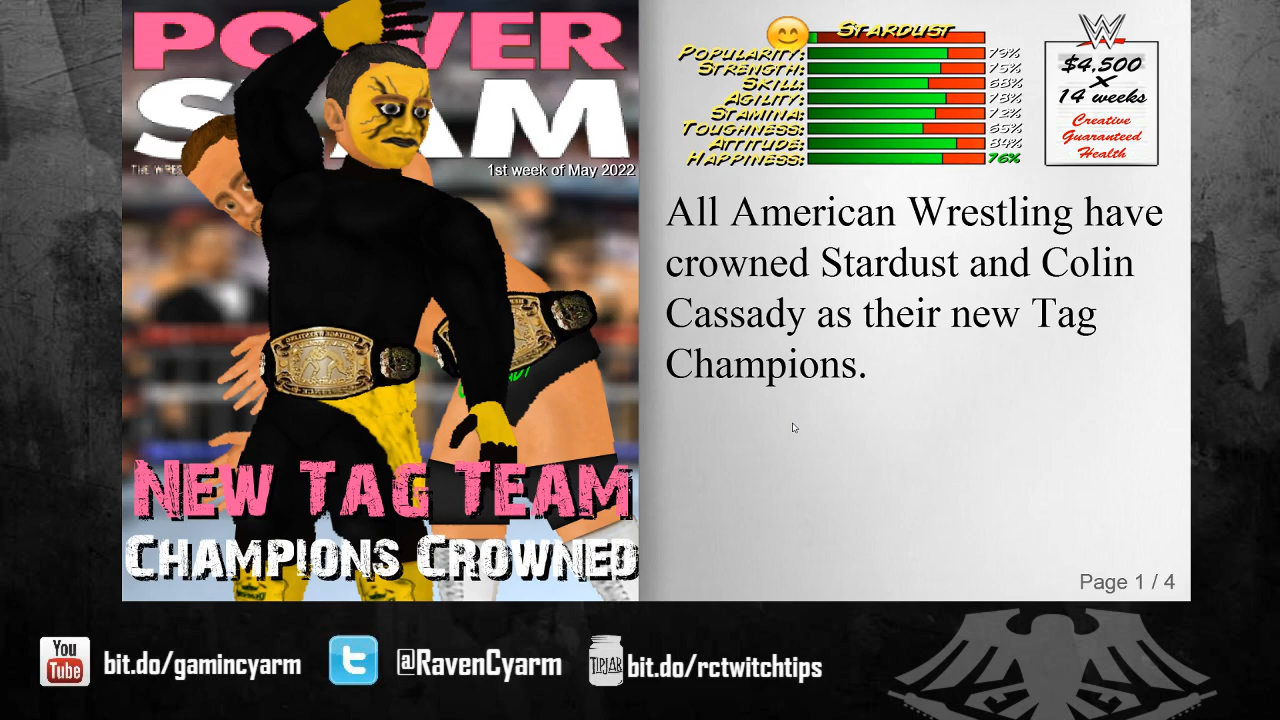 POWER
SLAM
THE WRES
1st week of May 2022
NEW TAG TEAM
CHAMPIONS CROWNED
STARDUST
POPULARITY: 79%
STRENGTH: 75%
SKILL: 68%
AGILITY: 78%
STAMINA: 72%
TOUGHNESS: 65%
ATTITUDE: 84%
HAPPINESS: 76%
W
$4,500
X
14 weeks
Creative
Guaranteed
Health
All American Wrestling have
crowned Stardust and Colin
Cassady as their new Tag
Champions.
Page 1 / 4
You
Tube
bit.do/gamincyarm
@RavenCyarm
TIPJAR
bit.do/rctwitchtips